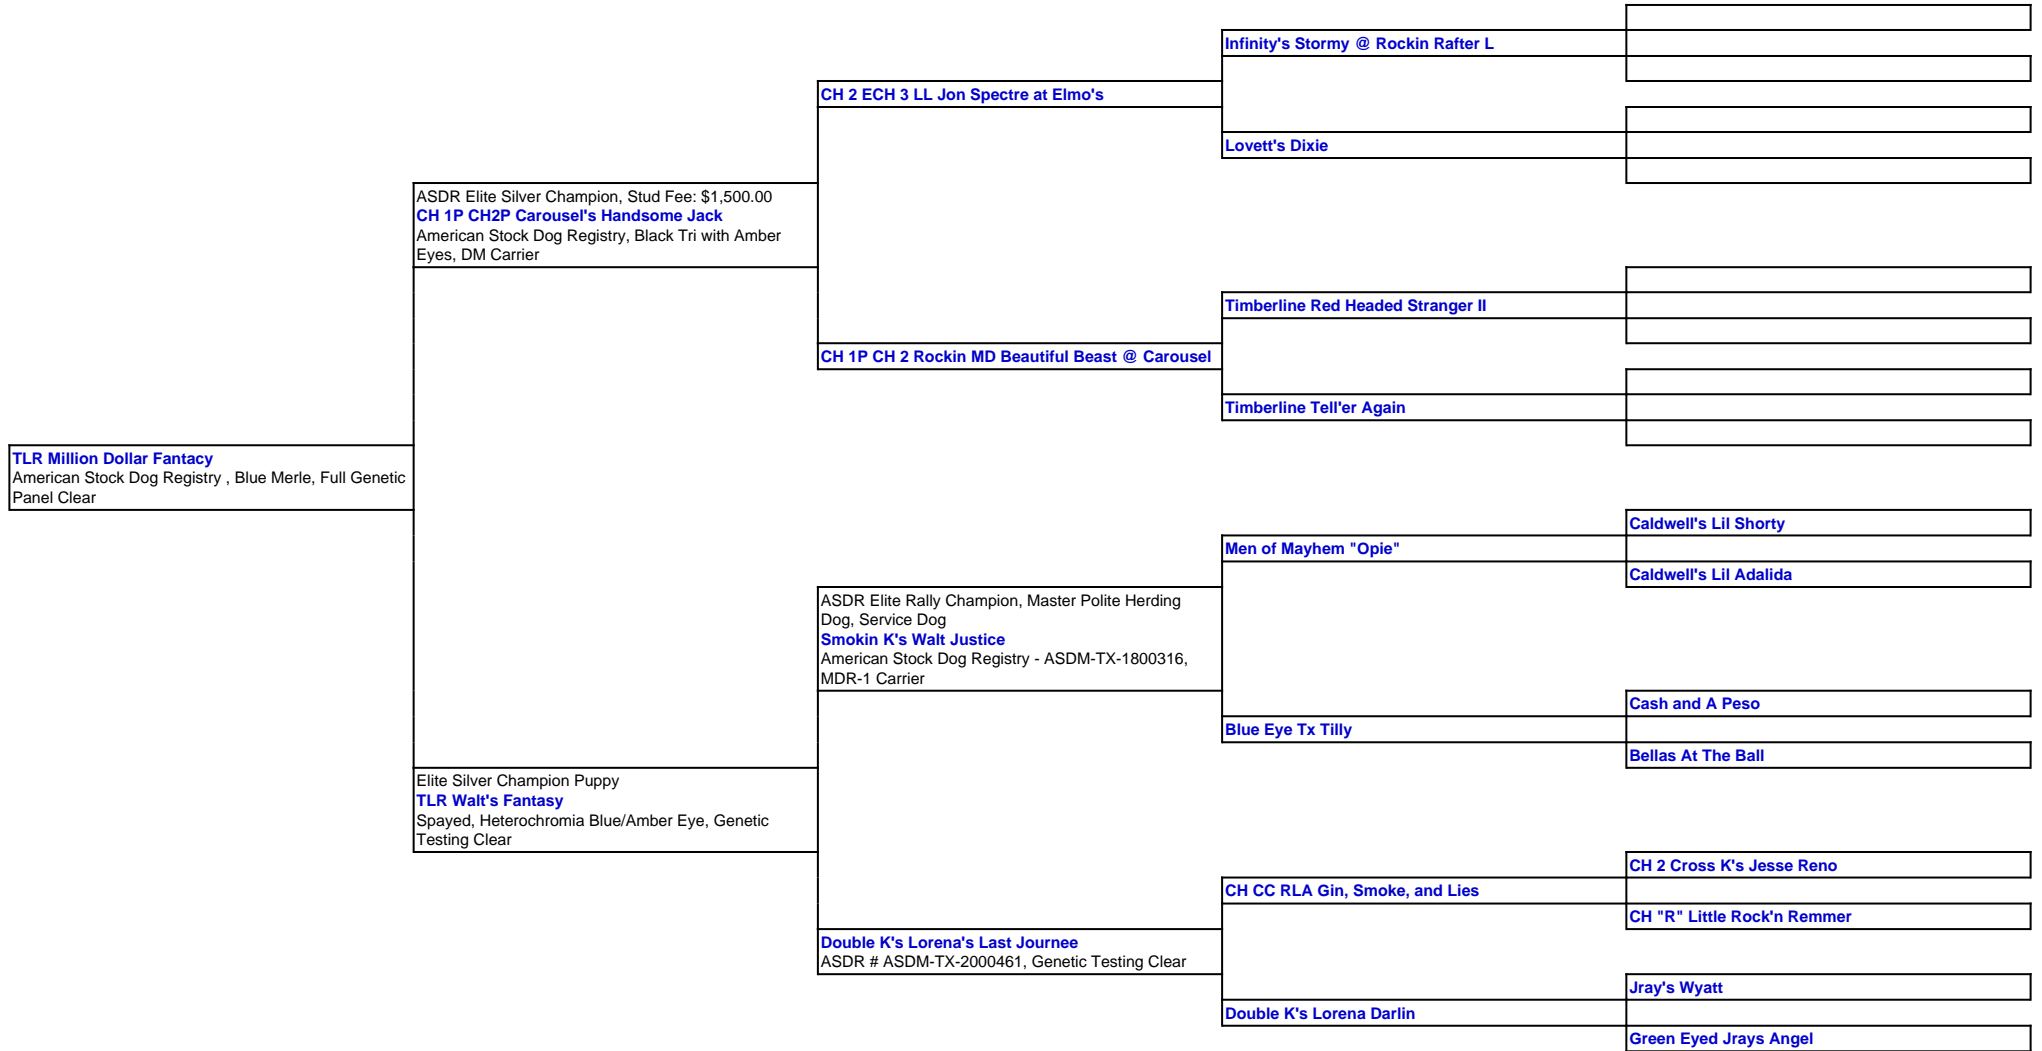 Infinity's Stormy @ Rockin Rafter L
CH 2 ECH 3 LL Jon Spectre at Elmo's
Lovett's Dixie
ASDR Elite Silver Champion, Stud Fee: $1,500.00
CH 1P CH2P Carousel's Handsome Jack
American Stock Dog Registry, Black Tri with Amber
Eyes, DM Carrier
Timberline Red Headed Stranger II
CH 1P CH 2 Rockin MD Beautiful Beast @ Carousel
Timberline Tell'er Again
TLR Million Dollar Fantacy
American Stock Dog Registry , Blue Merle, Full Genetic
Panel Clear
Caldwell's Lil Shorty
Men of Mayhem "Opie"
Caldwell's Lil Adalida
ASDR Elite Rally Champion, Master Polite Herding
Dog, Service Dog
Smokin K's Walt Justice
American Stock Dog Registry - ASDM-TX-1800316,
MDR-1 Carrier
Cash and A Peso
Blue Eye Tx Tilly
Bellas At The Ball
Elite Silver Champion Puppy
TLR Walt's Fantasy
Spayed, Heterochromia Blue/Amber Eye, Genetic
Testing Clear
CH 2 Cross K's Jesse Reno
CH CC RLA Gin, Smoke, and Lies
CH "R" Little Rock'n Remmer
Double K's Lorena's Last Journee
ASDR # ASDM-TX-2000461, Genetic Testing Clear
Jray's Wyatt
Double K's Lorena Darlin
Green Eyed Jrays Angel